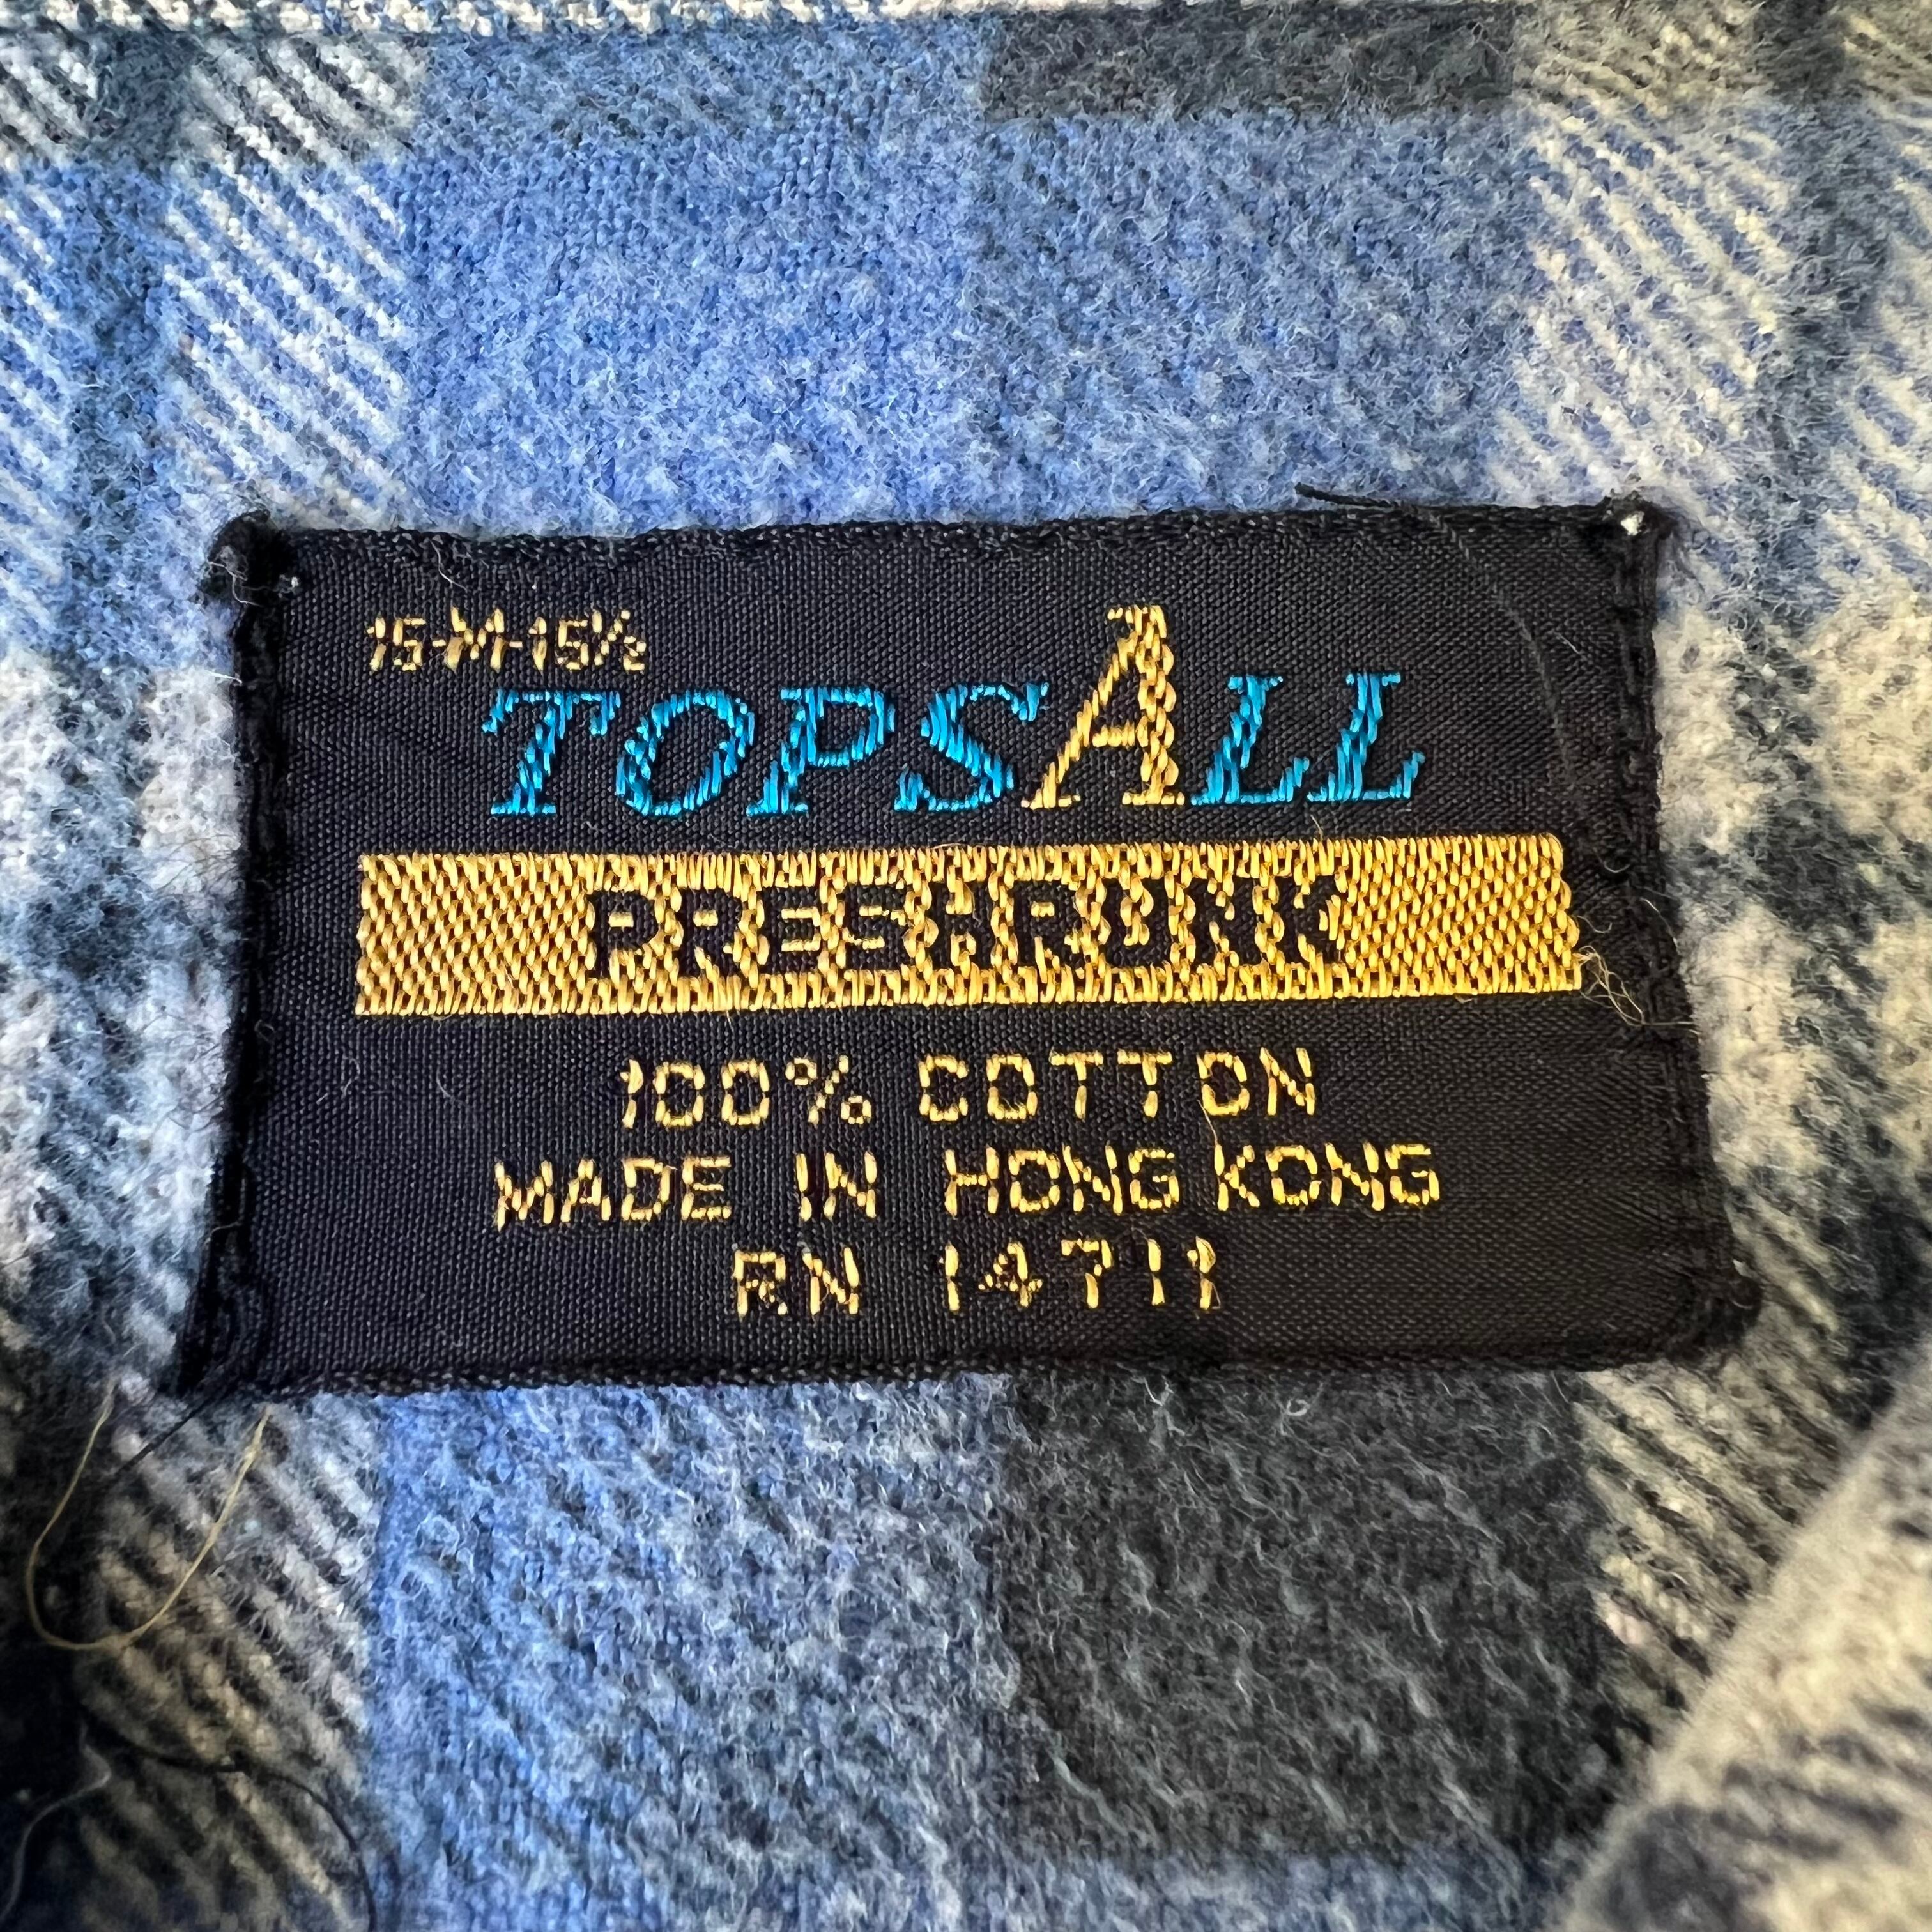 15-M-15½
TOPSALL
PRESHRUNK
100% COTTON
MADE IN HONG KONG
RN 14711